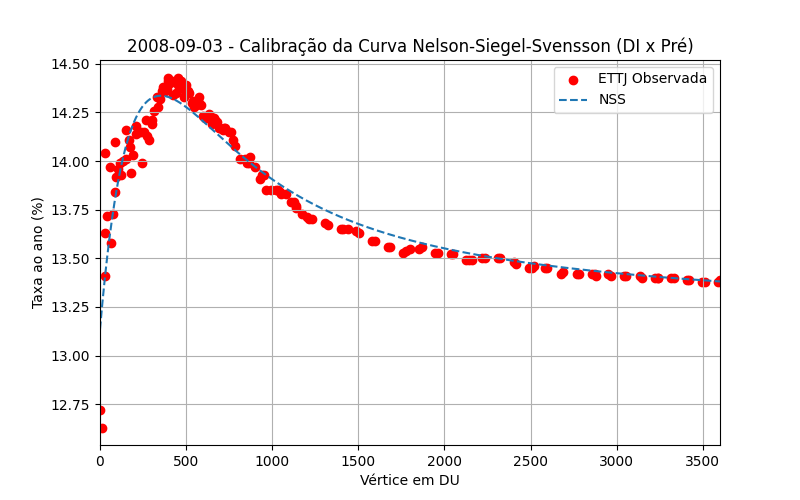 2008-09-03 - Calibração da Curva Nelson-Siegel-Svensson (DI x Pré)
ETTJ Observada
NSS
Taxa ao ano (%)
14.50
14.25
14.00
13.75
13.50
13.25
13.00
12.75
0 500 1000 1500 2000 2500 3000 3500
Vértice em DU